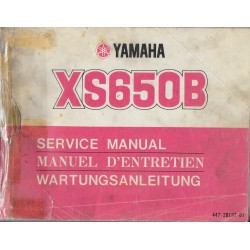 YAMAHA
XS650B
SERVICE MANUAL
MANUEL D'ENTRETIEN
WARTUNGSANLEITUNG